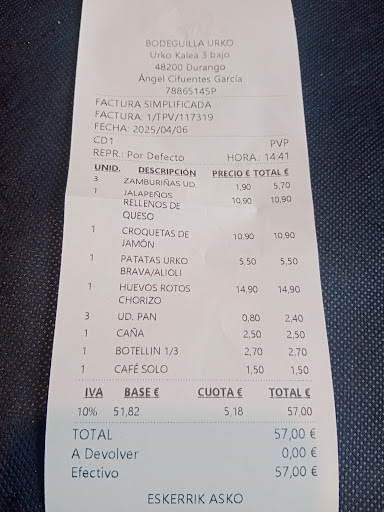 BODEGUILLA URKO
Urko Kalea 3 bajo
48200 Durango
Ángel Cifuentes García
78865145P
FACTURA SIMPLIFICADA
FACTURA: 1/TPV/117319
FECHA: 2025/04/06
CD1 PVP
REPR.: Por Defecto HORA.: 14:41
UNID. DESCRIPCIÓN PRECIO € TOTAL €
3 ZAMBURIÑAS UD. 1,90 5,70
1 JALAPEÑOS 10,90 10,90
RELLENOS DE
QUESO
1 CROQUETAS DE 10,90 10,90
JAMÓN
1 PATATAS URKO 5,50 5,50
BRAVA/ALIOLI
1 HUEVOS ROTOS 14,90 14,90
CHORIZO
3 UD. PAN 0,80 2,40
1 CAÑA 2,50 2,50
1 BOTELLIN 1/3 2,70 2,70
1 CAFÉ SOLO 1,50 1,50
IVA BASE € CUOTA € TOTAL €
10% 51,82 5,18 57,00
TOTAL 57,00 €
A Devolver 0,00 €
Efectivo 57,00 €
ESKERRIK ASKO